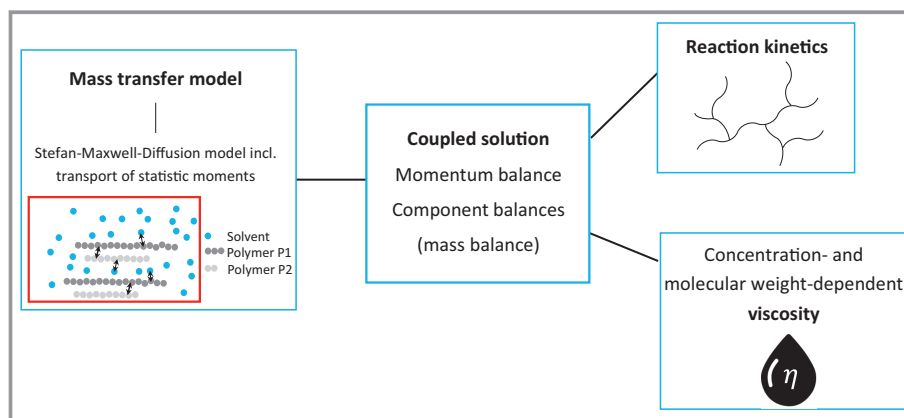 Mass transfer model
Stefan-Maxwell-Diffusion model incl.
transport of statistic moments
Solvent
Polymer P1
Polymer P2
Coupled solution
Momentum balance
Component balances
(mass balance)
Reaction kinetics
Concentration- and
molecular weight-dependent
viscosity
η